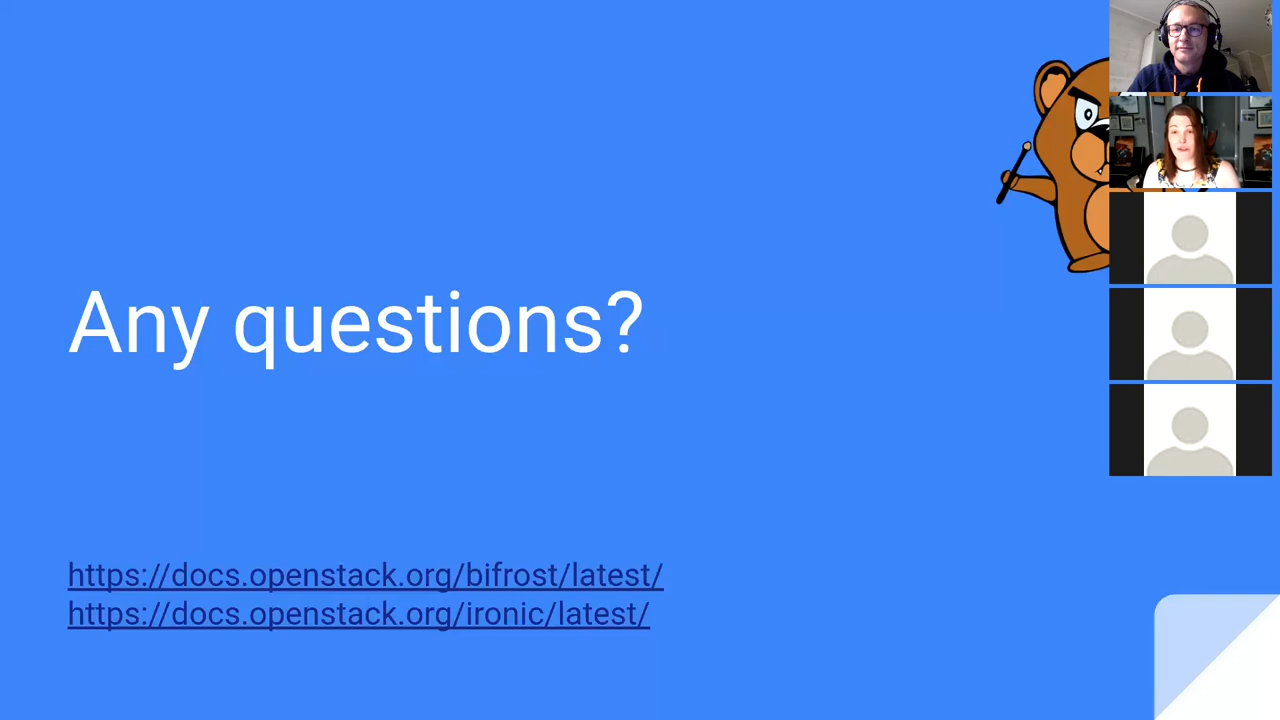 Any questions?
https://docs.openstack.org/bifrost/latest/
https://docs.openstack.org/ironic/latest/